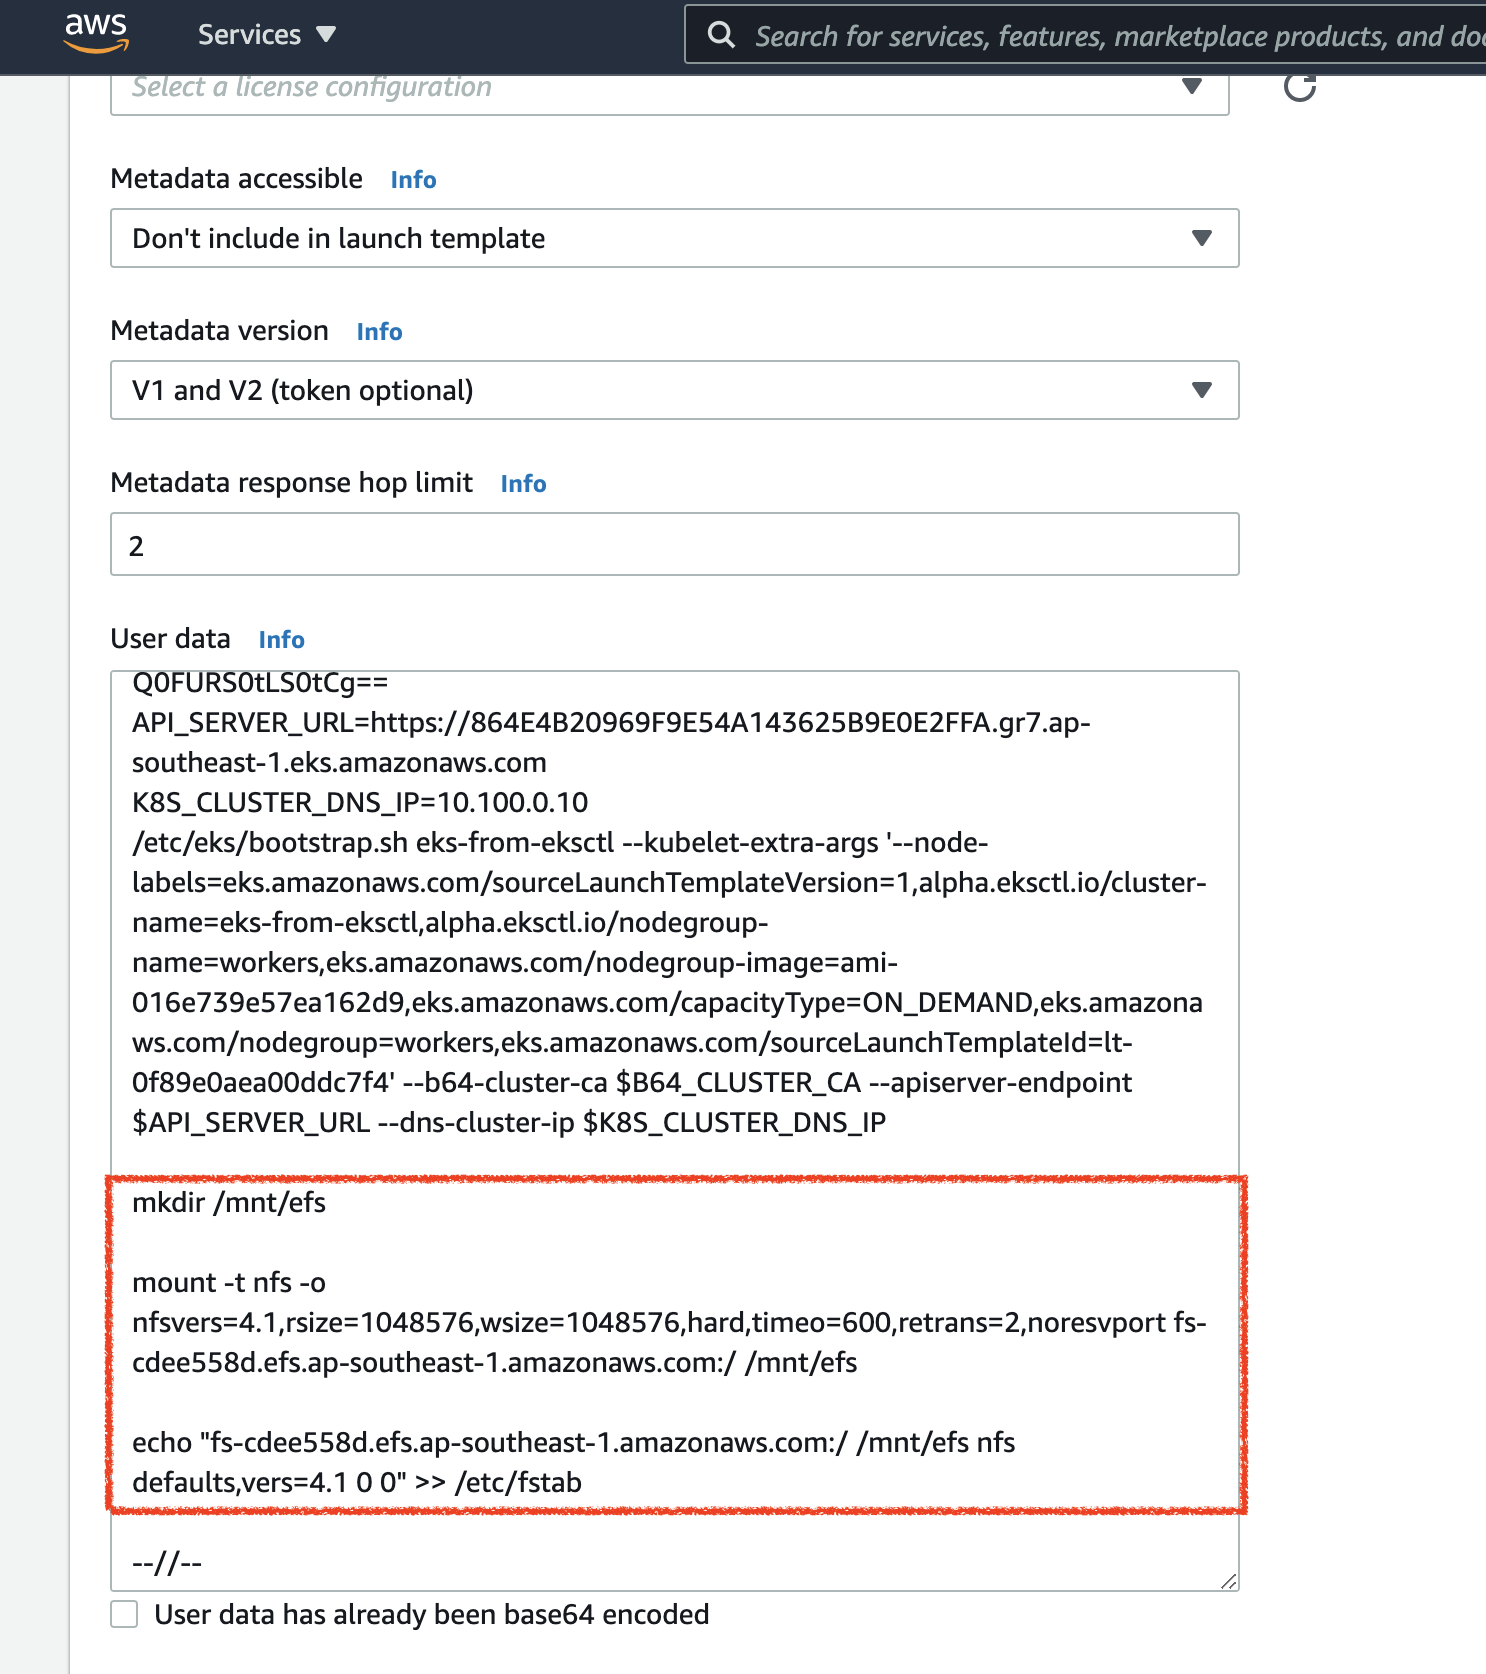 aws
Services
Search for services, features, marketplace products, and doc
Select a license configuration
Metadata accessible Info
Don't include in launch template
Metadata version Info
V1 and V2 (token optional)
Metadata response hop limit Info
2
User data Info
Q0FURS0tLS0tCg==
API_SERVER_URL=https://864E4B20969F9E54A143625B9E0E2FFA.gr7.ap-
southeast-1.eks.amazonaws.com
K8S_CLUSTER_DNS_IP=10.100.0.10
/etc/eks/bootstrap.sh eks-from-eksctl --kubelet-extra-args '--node-
labels=eks.amazonaws.com/sourceLaunchTemplateVersion=1,alpha.eksctl.io/cluster-
name=eks-from-eksctl,alpha.eksctl.io/nodegroup-
name=workers,eks.amazonaws.com/nodegroup-image=ami-
016e739e57ea162d9,eks.amazonaws.com/capacityType=ON_DEMAND,eks.amazona
ws.com/nodegroup=workers,eks.amazonaws.com/sourceLaunchTemplateId=lt-
0f89e0aea00ddc7f4' --b64-cluster-ca $B64_CLUSTER_CA --apiserver-endpoint
$API_SERVER_URL --dns-cluster-ip $K8S_CLUSTER_DNS_IP
mkdir /mnt/efs
mount -t nfs -o
nfsvers=4.1,rsize=1048576,wsize=1048576,hard,timeo=600,retrans=2,noresvport fs-
cdee558d.efs.ap-southeast-1.amazonaws.com:/ /mnt/efs
echo "fs-cdee558d.efs.ap-southeast-1.amazonaws.com:/ /mnt/efs nfs
defaults,vers=4.1 0 0" >> /etc/fstab
--//--
User data has already been base64 encoded